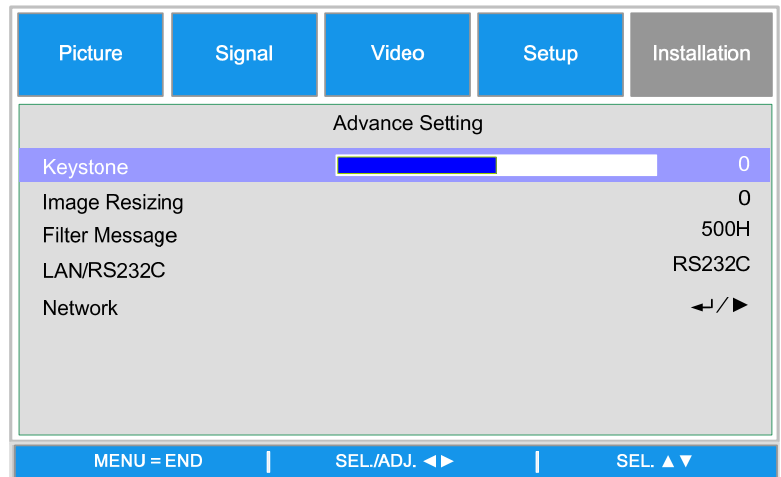 Picture Signal Video Setup Installation
Advance Setting
Keystone 0
Image Resizing 0
Filter Message 500H
LAN/RS232C RS232C
Network ↵/►
MENU = END | SEL./ADJ. ◄► | SEL. ▲▼